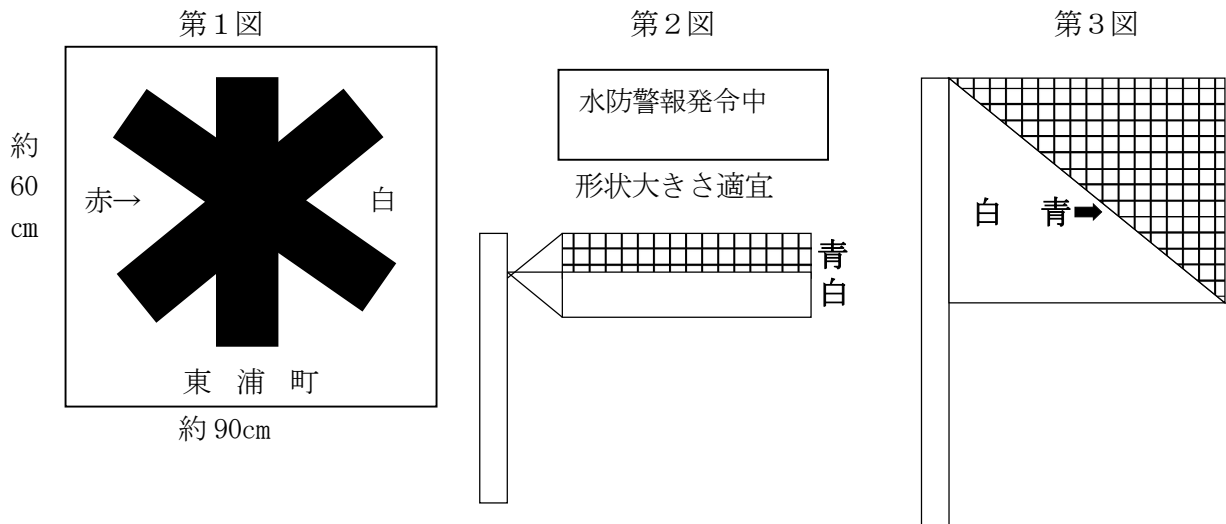 第１図
約
60
cm
赤→
白
東 浦 町
約 90cm
第２図
水防警報発令中
形状大きさ適宜
青
白
第３図
白 青➡